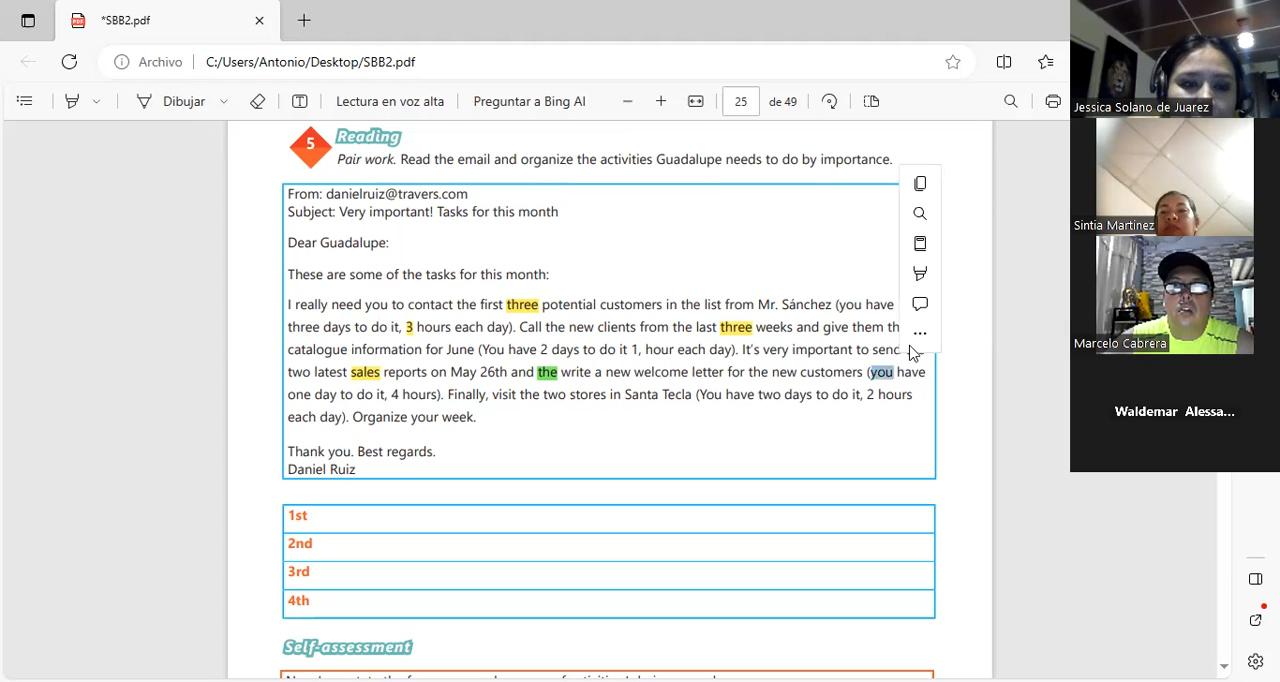 *SBB2.pdf
Archivo
C:/Users/Antonio/Desktop/SBB2.pdf
Dibujar
Lectura en voz alta
Preguntar a Bing AI
25
de 49
5
Reading
Pair work. Read the email and organize the activities Guadalupe needs to do by importance.
From: danielruiz@travers.com
Subject: Very important! Tasks for this month
Dear Guadalupe:
These are some of the tasks for this month:
I really need you to contact the first three potential customers in the list from Mr. Sánchez (you have
three days to do it, 3 hours each day). Call the new clients from the last three weeks and give them
catalogue information for June (You have 2 days to do it 1, hour each day). It's very important to send
two latest sales reports on May 26th and the write a new welcome letter for the new customers (you have
one day to do it, 4 hours). Finally, visit the two stores in Santa Tecla (You have two days to do it, 2 hours
each day). Organize your week.
Thank you. Best regards.
Daniel Ruiz
1st
2nd
3rd
4th
Self-assessment
Jessica Solano de Juarez
Sintia Martinez
Marcelo Cabrera
Waldemar Alessa...